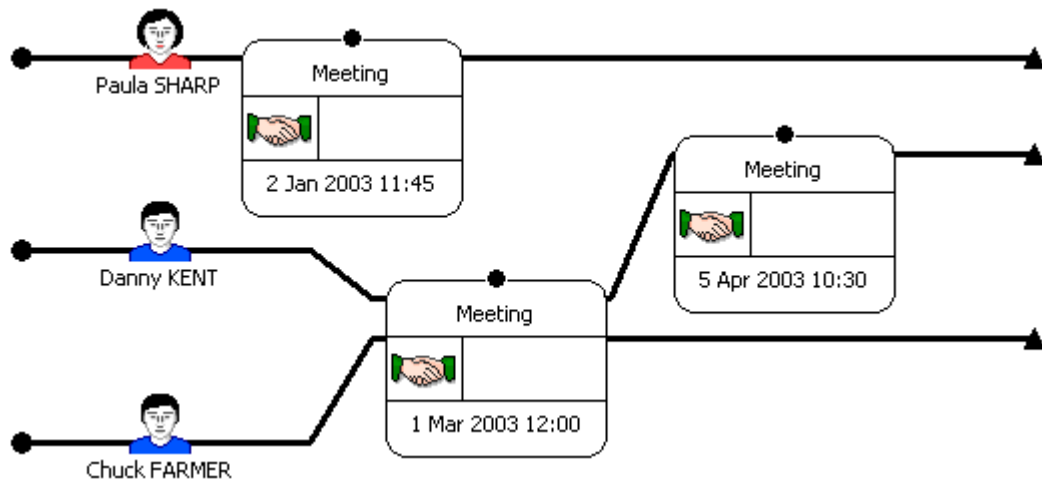 Meeting
Paula SHARP
2 Jan 2003 11:45
Meeting
5 Apr 2003 10:30
Danny KENT
Meeting
1 Mar 2003 12:00
Chuck FARMER